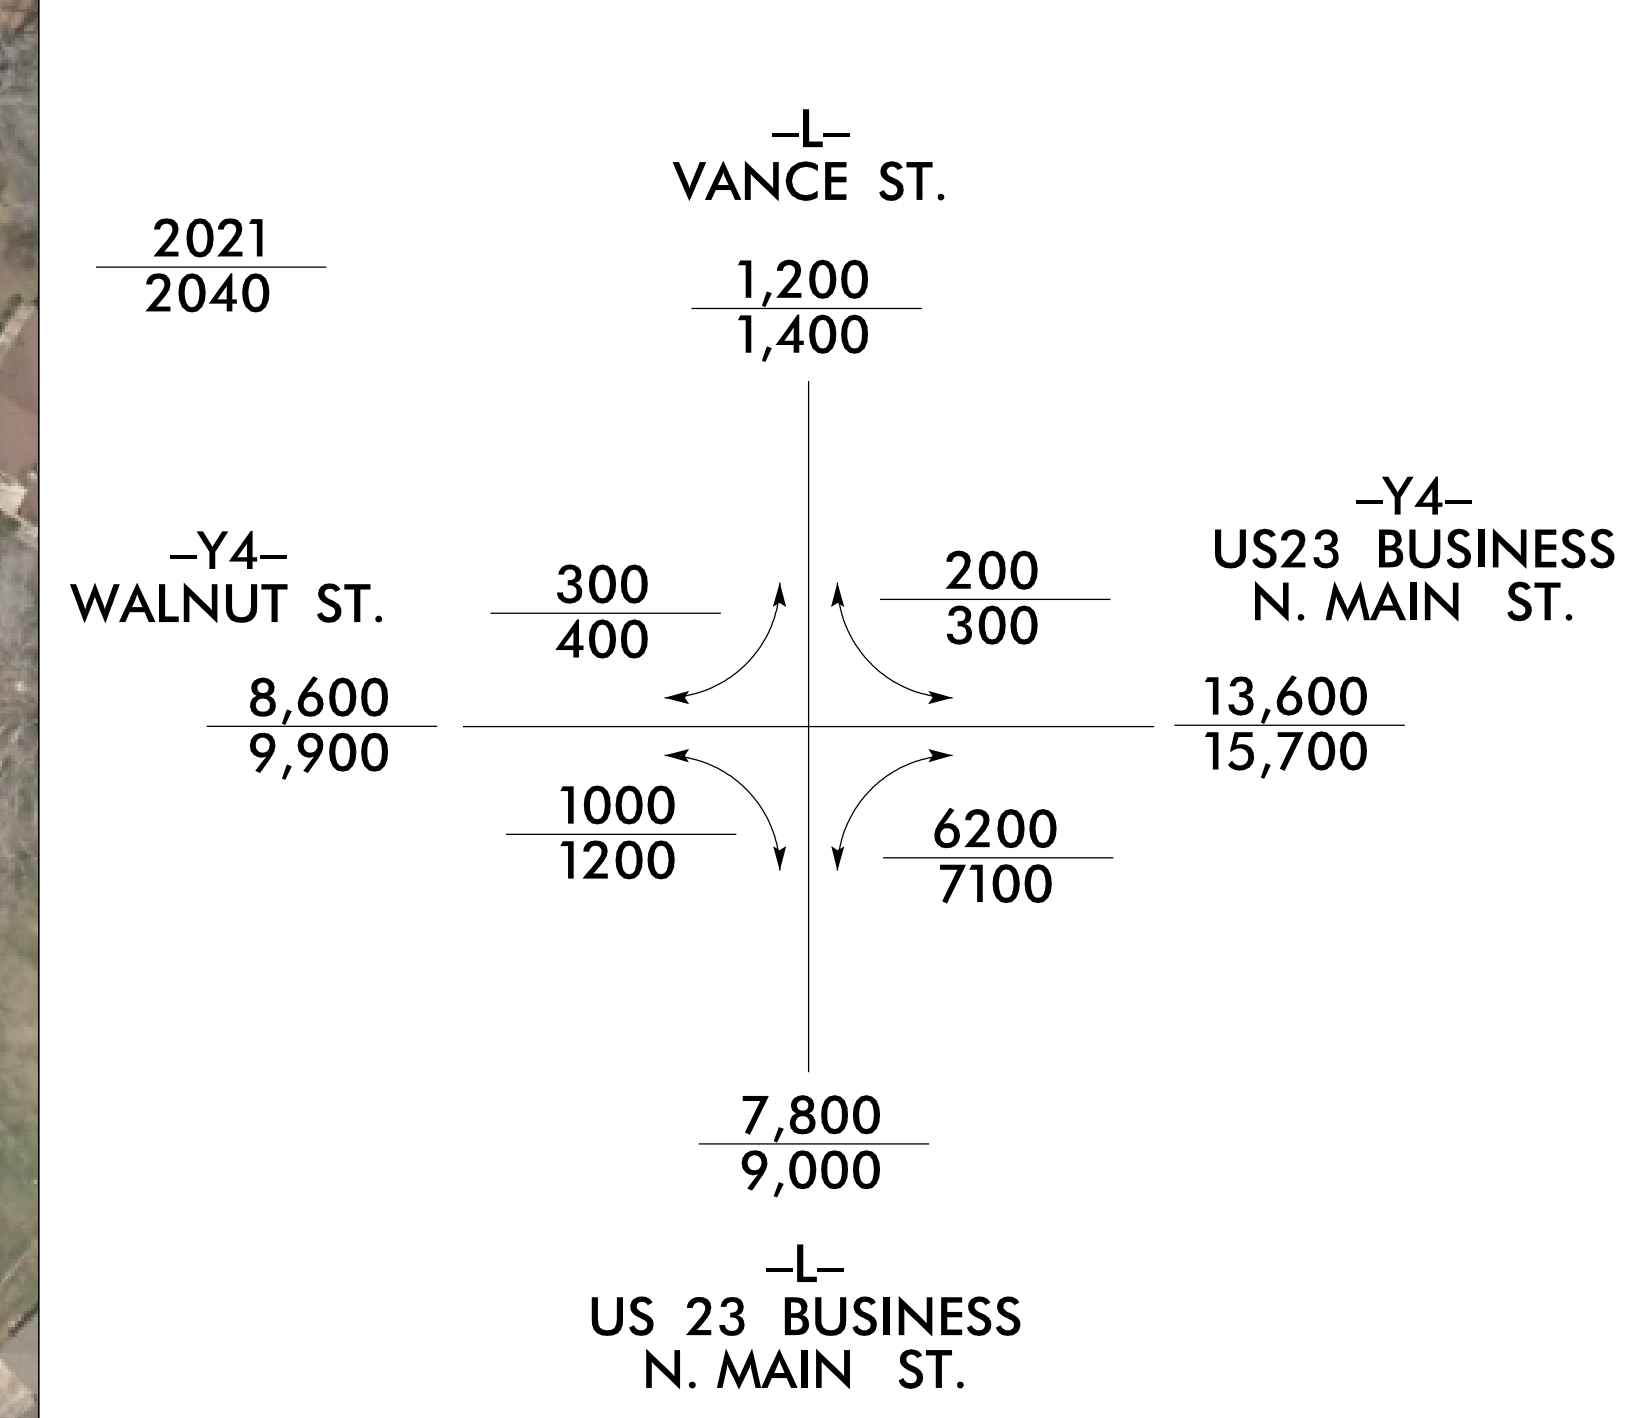 –L–
VANCE ST.
2021
2040
1,200
1,400
–Y4–
WALNUT ST.
8,600
9,900
300
400
200
300
–Y4–
US23 BUSINESS
N. MAIN ST.
13,600
15,700
1000
1200
6200
7100
7,800
9,000
–L–
US 23 BUSINESS
N. MAIN ST.